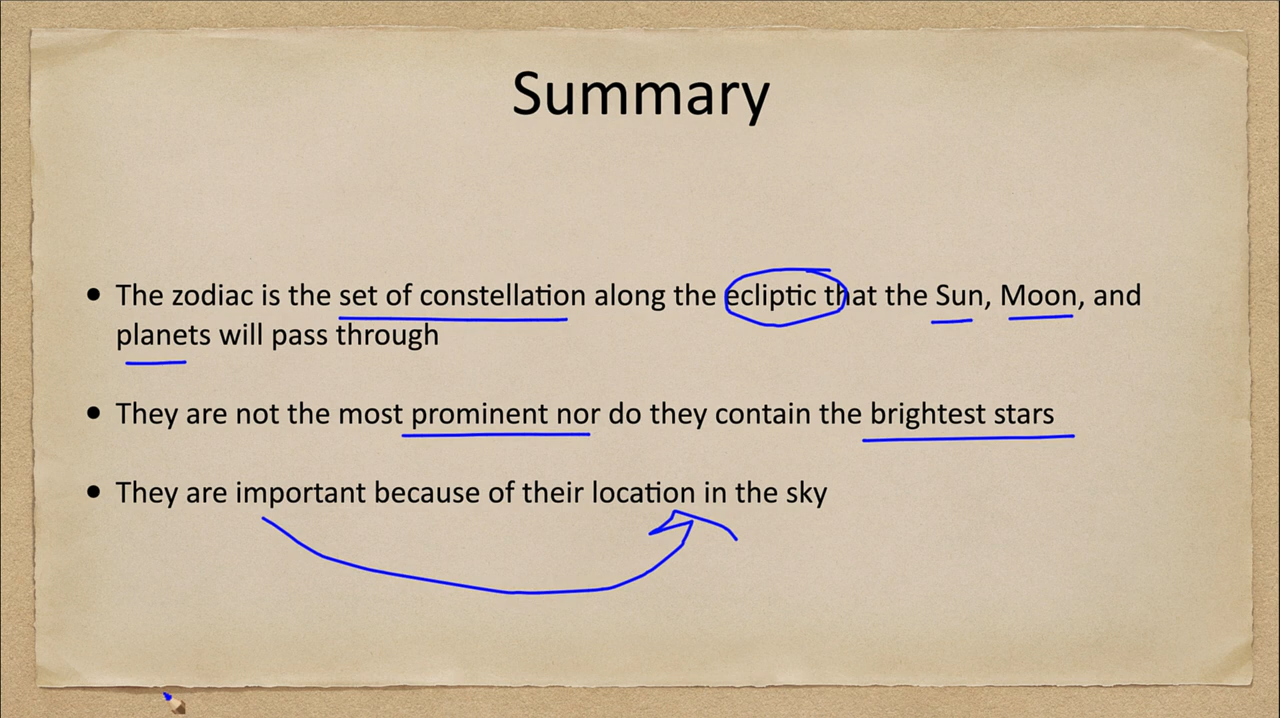 Summary
• The zodiac is the set of constellation along the ecliptic that the Sun, Moon, and
planets will pass through
• They are not the most prominent nor do they contain the brightest stars
• They are important because of their location in the sky